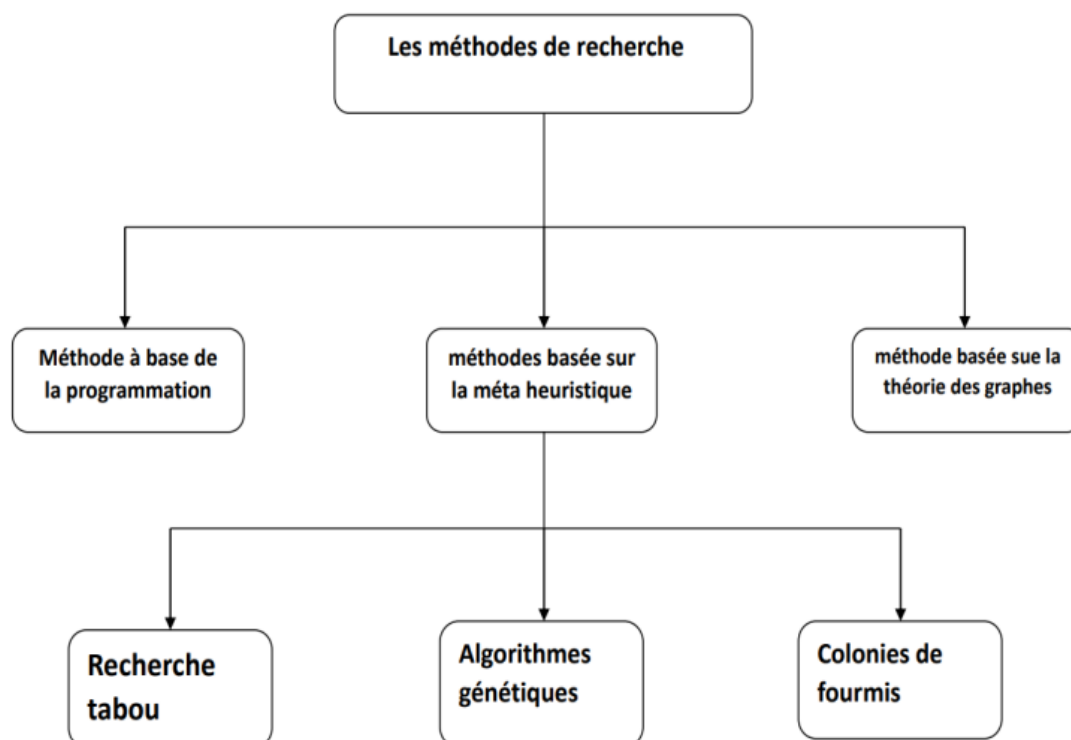 Les méthodes de recherche
Méthode à base de
la programmation
méthodes basée sur
la méta heuristique
méthode basée sue la
théorie des graphes
Recherche
tabou
Algorithmes
génétiques
Colonies de
fourmis